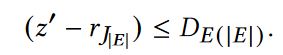 (z′ − r_{J_{|E|}}) ≤ D_{E(|E|)}.